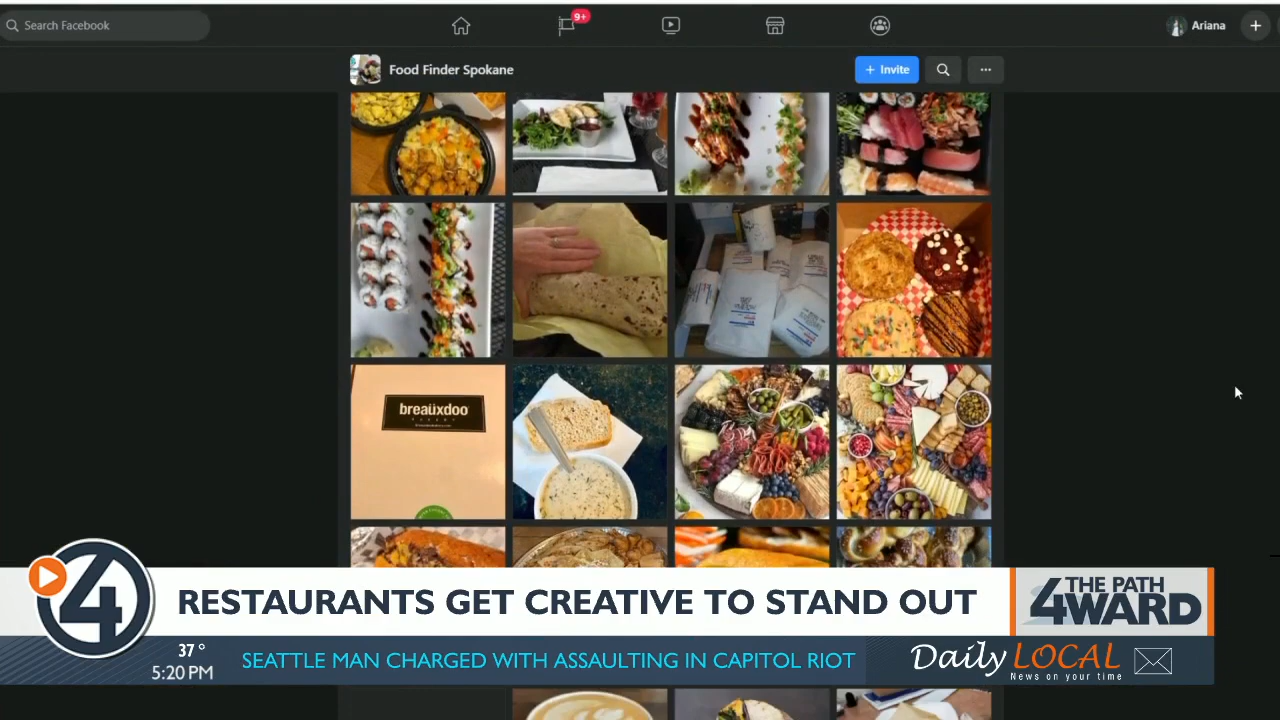 Search Facebook
9+
Ariana
Food Finder Spokane
+ Invite
breaüxdoo
4
RESTAURANTS GET CREATIVE TO STAND OUT
THE PATH
4WARD
37°
5:20 PM
SEATTLE MAN CHARGED WITH ASSAULTING IN CAPITOL RIOT
Daily LOCAL
News on your time